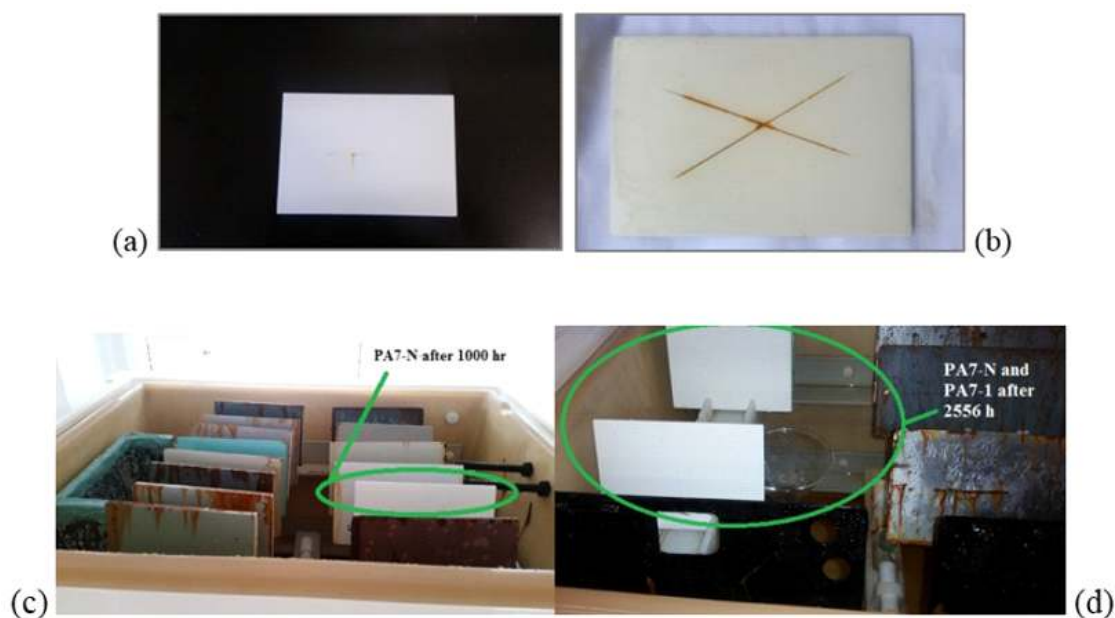 (a)
(b)
PA7-N after 1000 hr
PA7-N and
PA7-1 after
2556 h
(c)
(d)